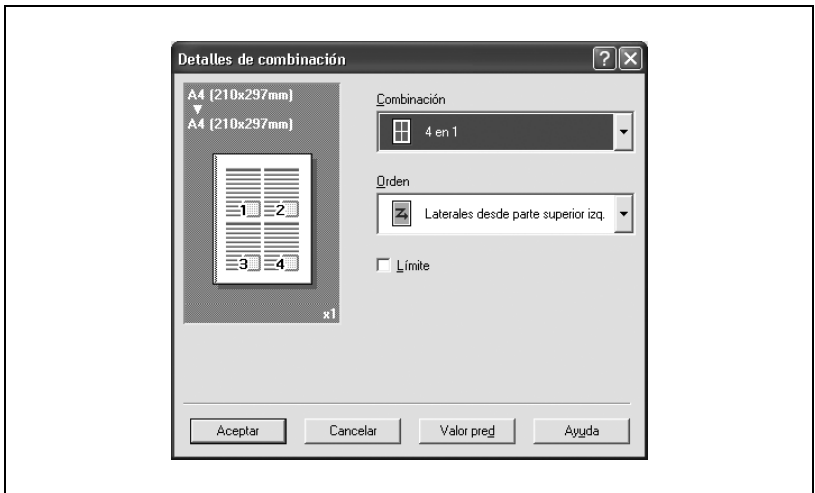 Detalles de combinación
A4 (210x297mm)
A4 (210x297mm)
1 2
3 4
x1
Combinación
4 en 1
Orden
Laterales desde parte superior izq.
Límite
Aceptar Cancelar Valor pred Ayuda